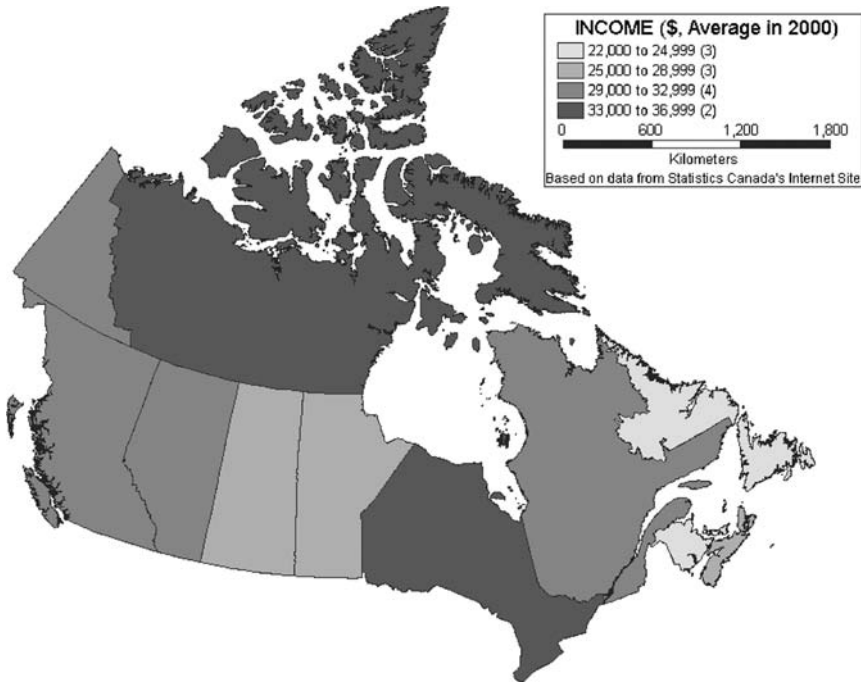 INCOME ($, Average in 2000)
22,000 to 24,999 (3)
25,000 to 28,999 (3)
29,000 to 32,999 (4)
33,000 to 36,999 (2)
0 600 1,200 1,800
Kilometers
Based on data from Statistics Canada's Internet Site